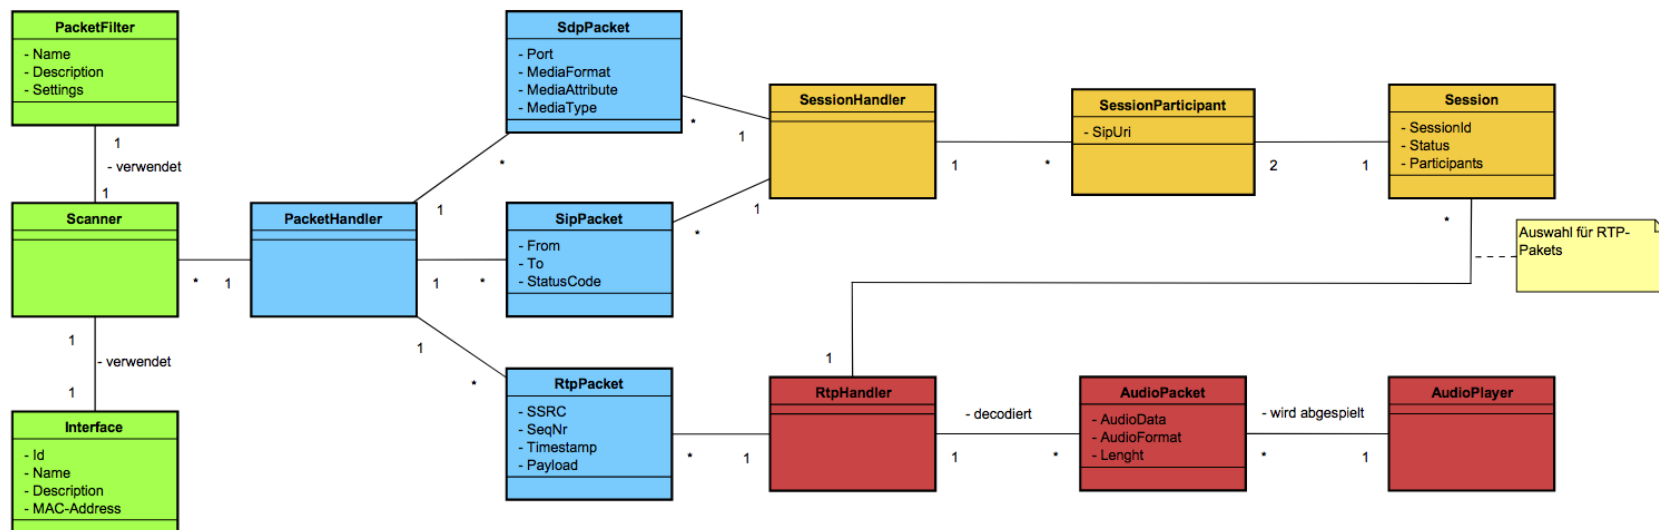 PacketFilter
- Name
- Description
- Settings
1
- verwendet
1
Scanner
* 1
1
- verwendet
1
Interface
- Id
- Name
- Description
- MAC-Address
PacketHandler
1 *
1 *
1 *
SdpPacket
- Port
- MediaFormat
- MediaAttribute
- MediaType
* 1
SipPacket
- From
- To
- StatusCode
* 1
RtpPacket
- SSRC
- SeqNr
- Timestamp
- Payload
* 1
SessionHandler
1 *
SessionParticipant
- SipUri
2 1
Session
- SessionId
- Status
- Participants
*
Auswahl für RTP-
Pakets
1
RtpHandler
- decodiert
1 *
AudioPacket
- AudioData
- AudioFormat
- Lenght
- wird abgespielt
* 1
AudioPlayer